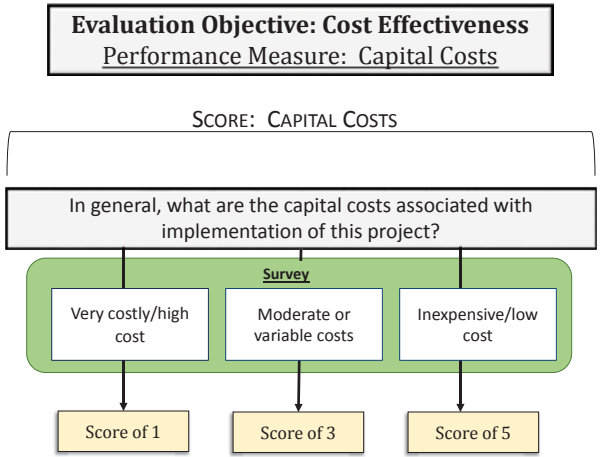 Evaluation Objective: Cost Effectiveness
Performance Measure: Capital Costs
SCORE: CAPITAL COSTS
In general, what are the capital costs associated with
implementation of this project?
Survey
Very costly/high
cost
Moderate or
variable costs
Inexpensive/low
cost
Score of 1
Score of 3
Score of 5